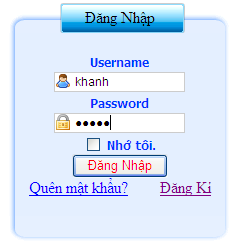 Đăng Nhập
Username
khanh
Password
●●●●●
Nhớ tôi.
Đăng Nhập
Quên mật khẩu? Đăng Kí